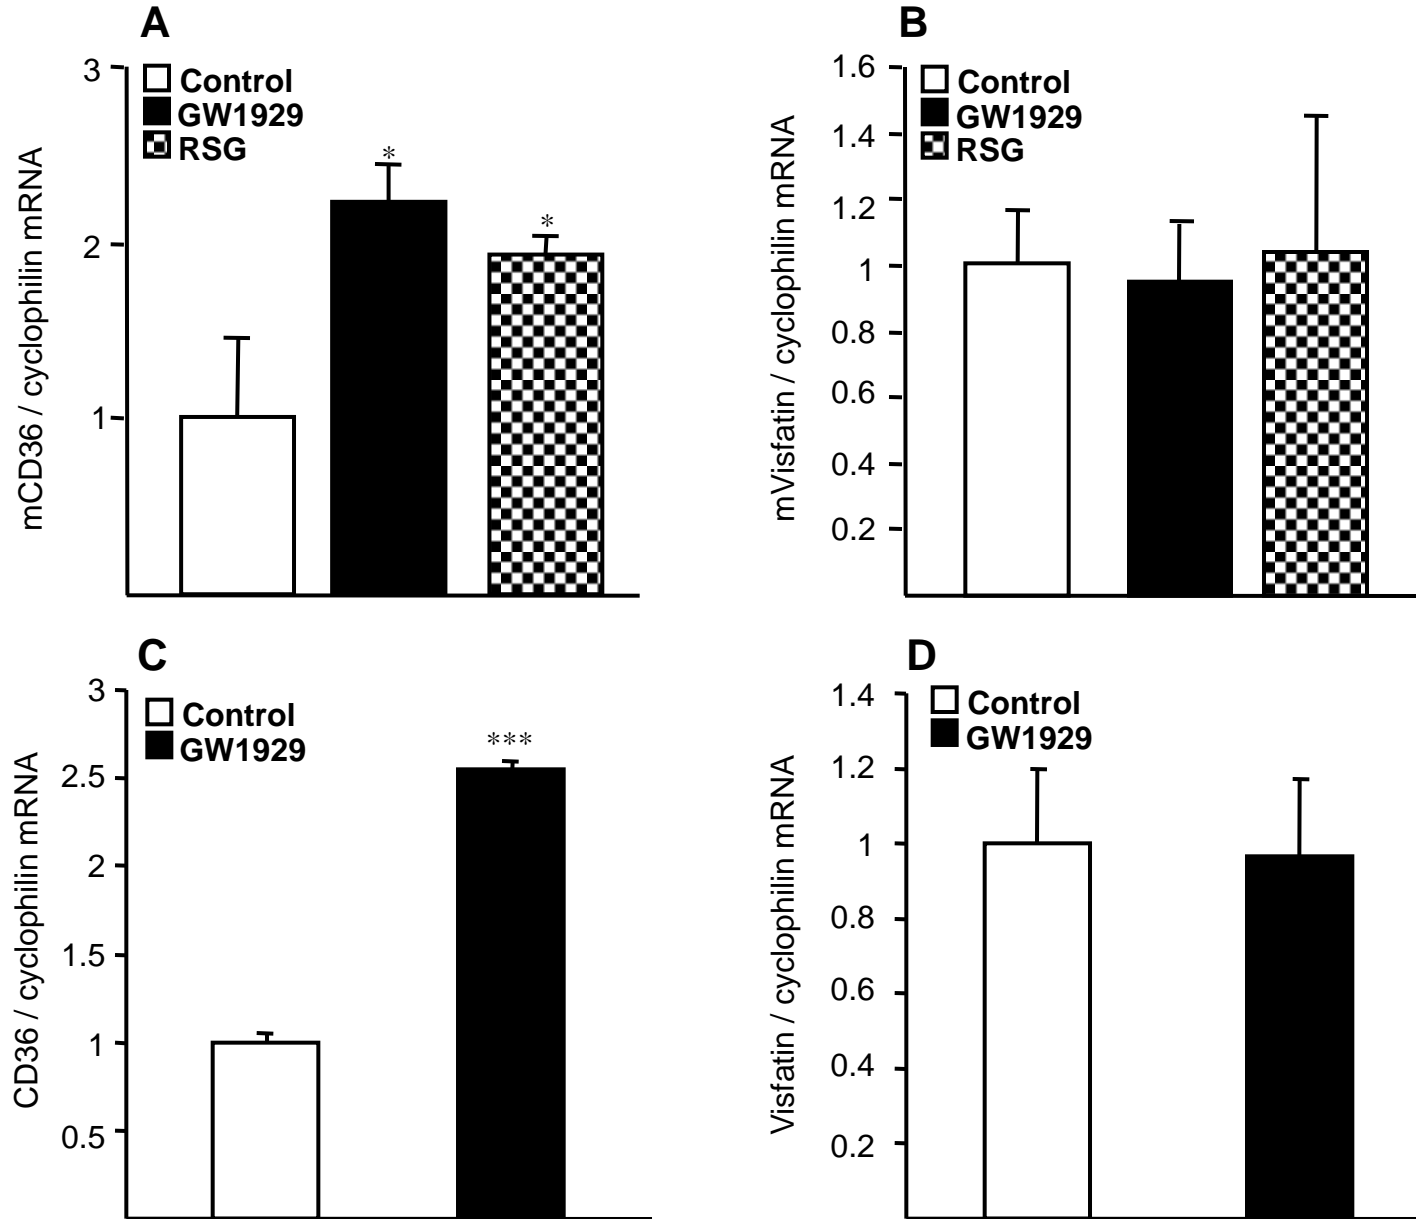 A
3
2
1
mCD36 / cyclophilin mRNA
Control
GW1929
RSG
*
*
B
1.6
1.4
1.2
1
0.8
0.6
0.4
0.2
mVisfatin / cyclophilin mRNA
Control
GW1929
RSG
C
3
2.5
2
1.5
1
0.5
CD36 / cyclophilin mRNA
Control
GW1929
***
D
1.4
1.2
1
0.8
0.6
0.4
0.2
Visfatin / cyclophilin mRNA
Control
GW1929